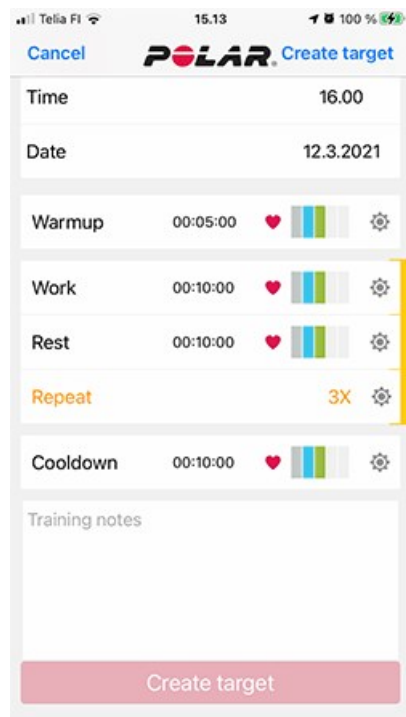 Telia FI 15.13 100 %
Cancel POLAR. Create target
Time 16.00
Date 12.3.2021
Warmup 00:05:00
Work 00:10:00
Rest 00:10:00
Repeat 3X
Cooldown 00:10:00
Training notes
Create target